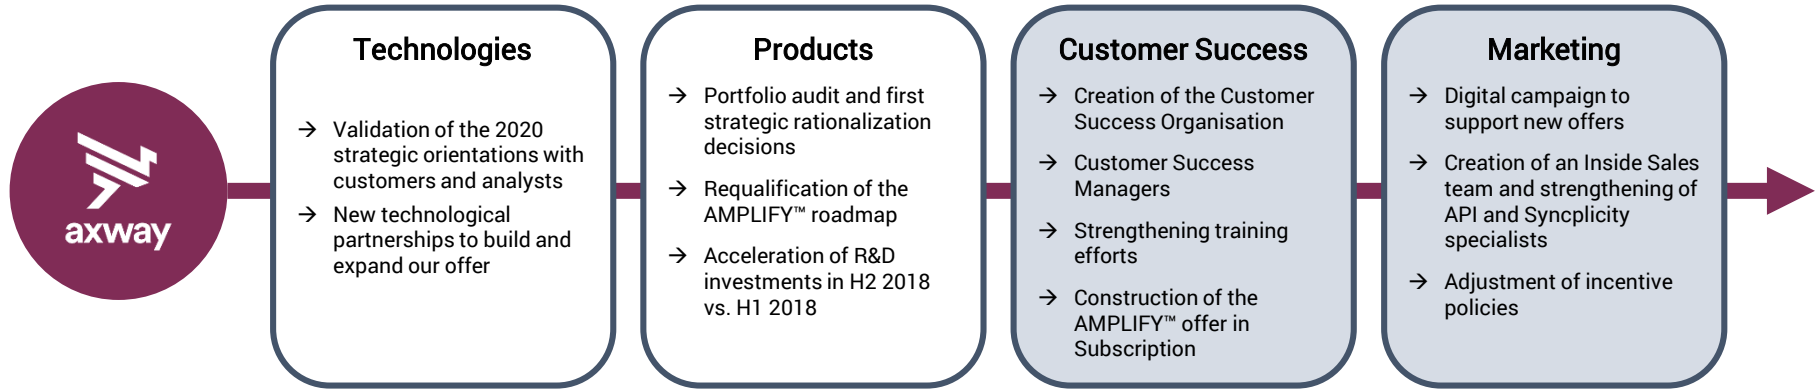 axway
Technologies
→ Validation of the 2020
strategic orientations with
customers and analysts
→ New technological
partnerships to build and
expand our offer
Products
→ Portfolio audit and first
strategic rationalization
decisions
→ Requalification of the
AMPLIFY™ roadmap
→ Acceleration of R&D
investments in H2 2018
vs. H1 2018
Customer Success
→ Creation of the Customer
Success Organisation
→ Customer Success
Managers
→ Strengthening training
efforts
→ Construction of the
AMPLIFY™ offer in
Subscription
Marketing
→ Digital campaign to
support new offers
→ Creation of an Inside Sales
team and strengthening of
API and Syncplicity
specialists
→ Adjustment of incentive
policies